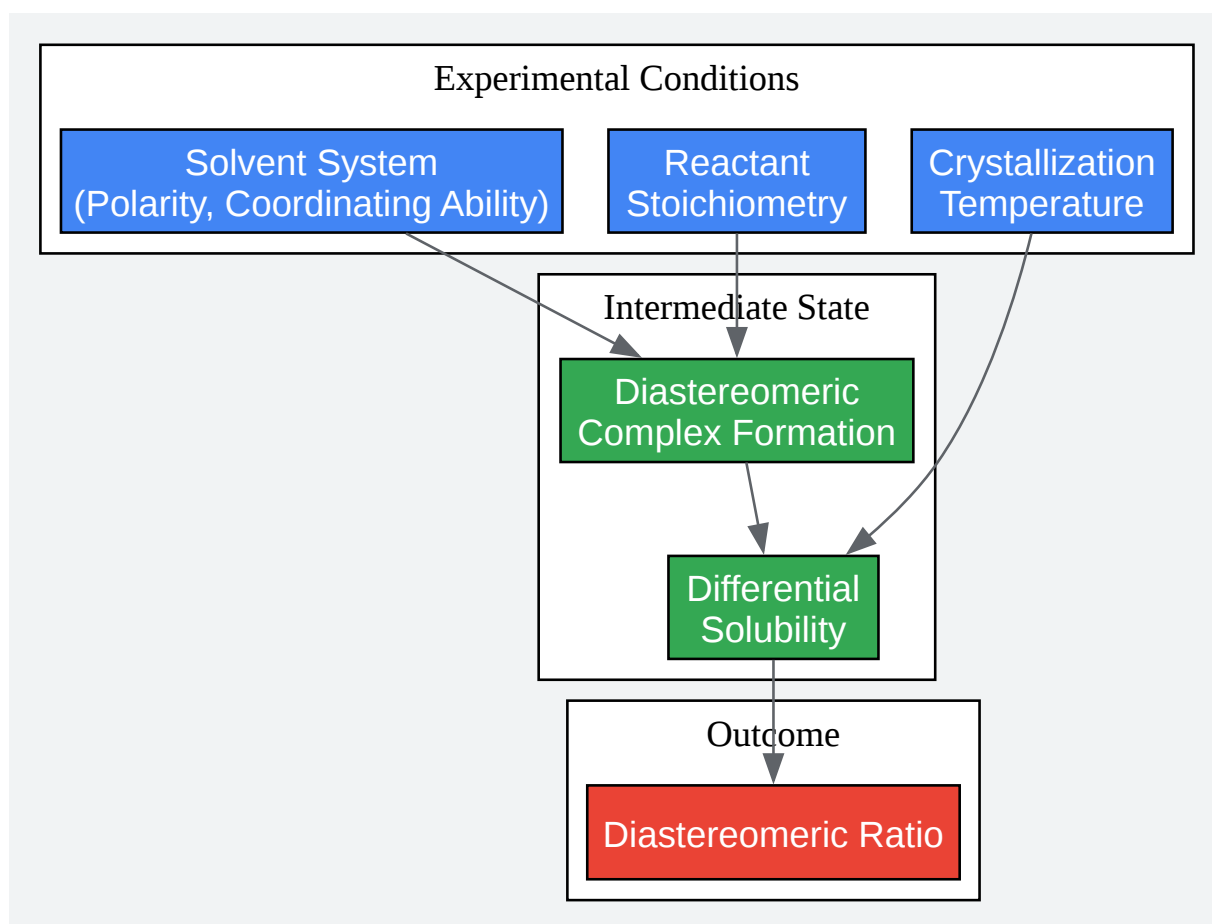 Experimental Conditions
Solvent System
(Polarity, Coordinating Ability)
Reactant
Stoichiometry
Crystallization
Temperature
Intermediate State
Diastereomeric
Complex Formation
Differential
Solubility
Outcome
Diastereomeric Ratio